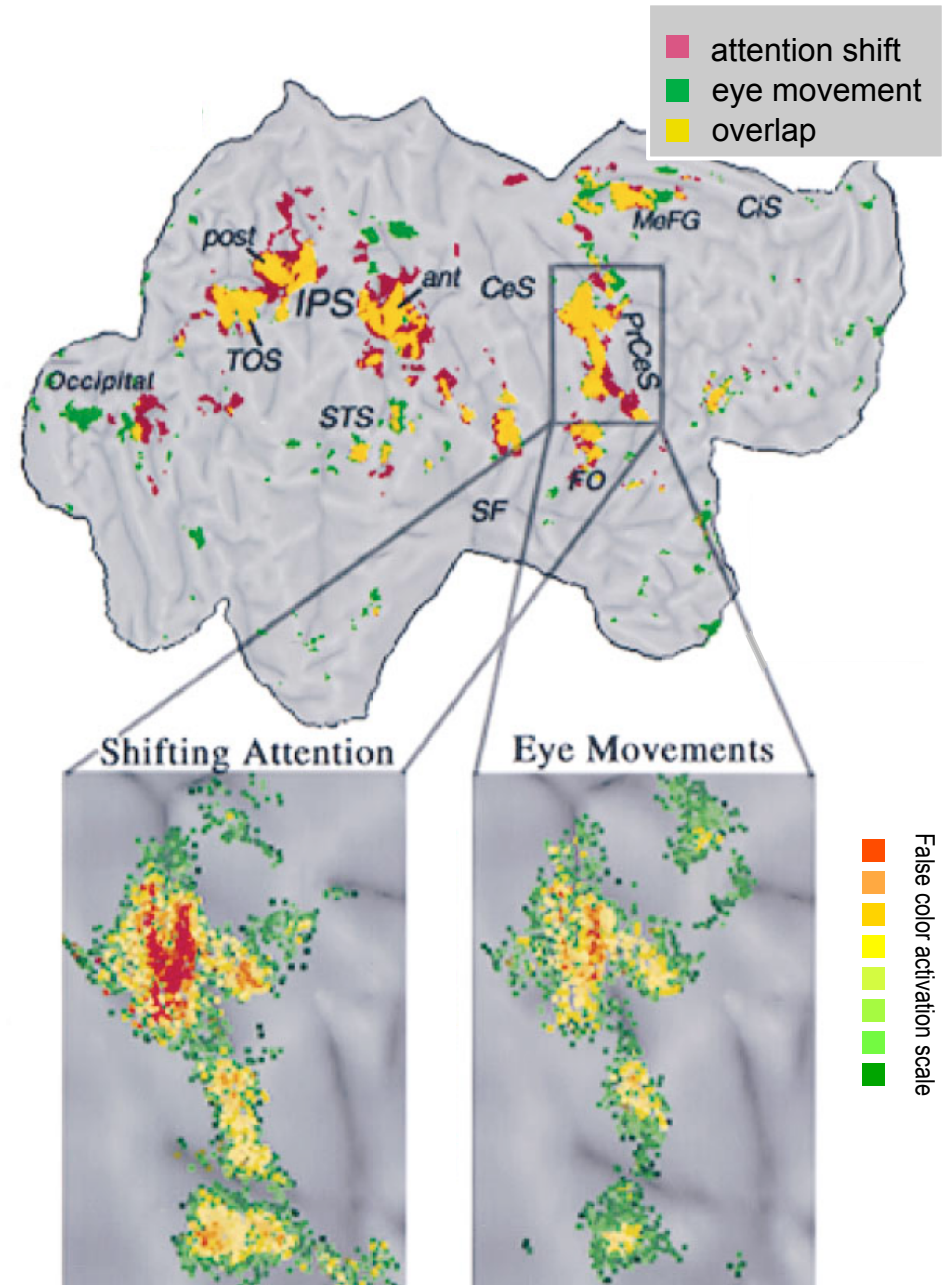 attention shift
eye movement
overlap
MeFG
CiS
post
ant
IPS
CeS
PrCeS
TOS
Occipital
STS
FO
SF
Shifting Attention
Eye Movements
False color activation scale